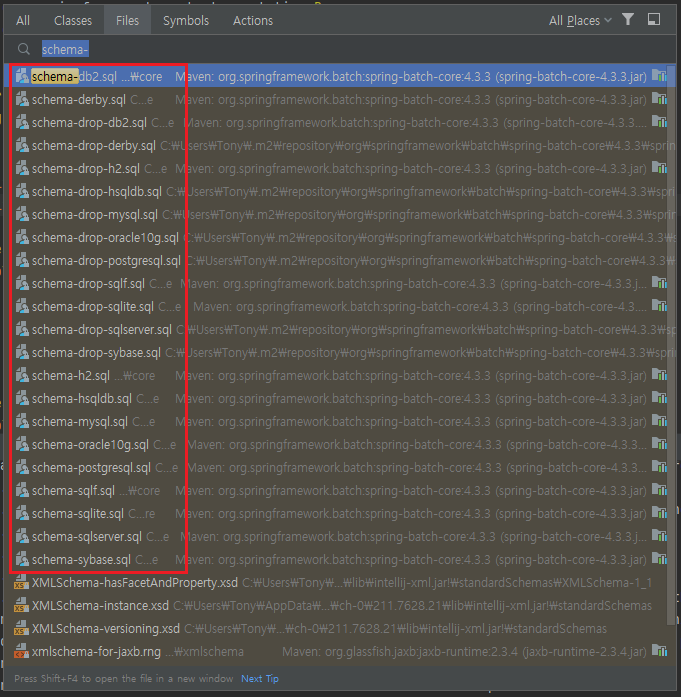 All Classes Files Symbols Actions All Places
schema-
schema-db2.sql ...₩core Maven: org.springframework.batch:spring-batch-core:4.3.3 (spring-batch-core-4.3.3.jar)
schema-derby.sql C...e Maven: org.springframework.batch:spring-batch-core:4.3.3 (spring-batch-core-4.3.3.jar)
schema-drop-db2.sql C...e Maven: org.springframework.batch:spring-batch-core:4.3.3 (spring-batch-core-4.3.3....
schema-drop-derby.sql C:₩Users₩Tony₩.m2₩repository₩org₩springframework₩batch₩spring-batch-core₩4.3.3₩sprin
schema-drop-h2.sql C...e Maven: org.springframework.batch:spring-batch-core:4.3.3 (spring-batch-core-4.3.3.jar)
schema-drop-hsqldb.sql C:₩Users₩Tony₩.m2₩repository₩org₩springframework₩batch₩spring-batch-core₩4.3.3₩spri
schema-drop-mysql.sql C:₩Users₩Tony₩.m2₩repository₩org₩springframework₩batch₩spring-batch-core₩4.3.3₩sprin
schema-drop-oracle10g.sql C:₩Users₩Tony₩.m2₩repository₩org₩springframework₩batch₩spring-batch-core₩4.3.3₩s
schema-drop-postgresql.sql C:₩Users₩Tony₩.m2₩repository₩org₩springframework₩batch₩spring-batch-core₩4.3.3₩
schema-drop-sqlf.sql C...e Maven: org.springframework.batch:spring-batch-core:4.3.3 (spring-batch-core-4.3.3.j...
schema-drop-sqlite.sql C...e Maven: org.springframework.batch:spring-batch-core:4.3.3 (spring-batch-core-4.3.3....
schema-drop-sqlserver.sql C:₩Users₩Tony₩.m2₩repository₩org₩springframework₩batch₩spring-batch-core₩4.3.3₩s
schema-drop-sybase.sql C:₩Users₩Tony₩.m2₩repository₩org₩springframework₩batch₩spring-batch-core₩4.3.3₩spri
schema-h2.sql ...₩core Maven: org.springframework.batch:spring-batch-core:4.3.3 (spring-batch-core-4.3.3.jar)
schema-hsqldb.sql C...e Maven: org.springframework.batch:spring-batch-core:4.3.3 (spring-batch-core-4.3.3.jar)
schema-mysql.sql C...e Maven: org.springframework.batch:spring-batch-core:4.3.3 (spring-batch-core-4.3.3.jar)
schema-oracle10g.sql C...e Maven: org.springframework.batch:spring-batch-core:4.3.3 (spring-batch-core-4.3.3.jar)
schema-postgresql.sql C...e Maven: org.springframework.batch:spring-batch-core:4.3.3 (spring-batch-core-4.3.3.jar)
schema-sqlf.sql ...₩core Maven: org.springframework.batch:spring-batch-core:4.3.3 (spring-batch-core-4.3.3.jar)
schema-sqlite.sql C...re Maven: org.springframework.batch:spring-batch-core:4.3.3 (spring-batch-core-4.3.3.jar)
schema-sqlserver.sql C...e Maven: org.springframework.batch:spring-batch-core:4.3.3 (spring-batch-core-4.3.3.j...
schema-sybase.sql C...e Maven: org.springframework.batch:spring-batch-core:4.3.3 (spring-batch-core-4.3.3.jar)
XMLSchema-hasFacetAndProperty.xsd C:₩Users₩Tony₩...₩lib₩intellij-xml.jar!₩standardSchemas₩XMLSchema-1_1
XMLSchema-instance.xsd C:₩Users₩Tony₩AppData₩...₩ch-0₩211.7628.21₩lib₩intellij-xml.jar!₩standardSchemas
XMLSchema-versioning.xsd C:₩Users₩Tony₩...₩ch-0₩211.7628.21₩lib₩intellij-xml.jar!₩standardSchemas
xmlschema-for-jaxb.rng ...₩xmlschema Maven: org.glassfish.jaxb:jaxb-runtime:2.3.4 (jaxb-runtime-2.3.4.jar)
Press Shift+F4 to open the file in a new window Next Tip